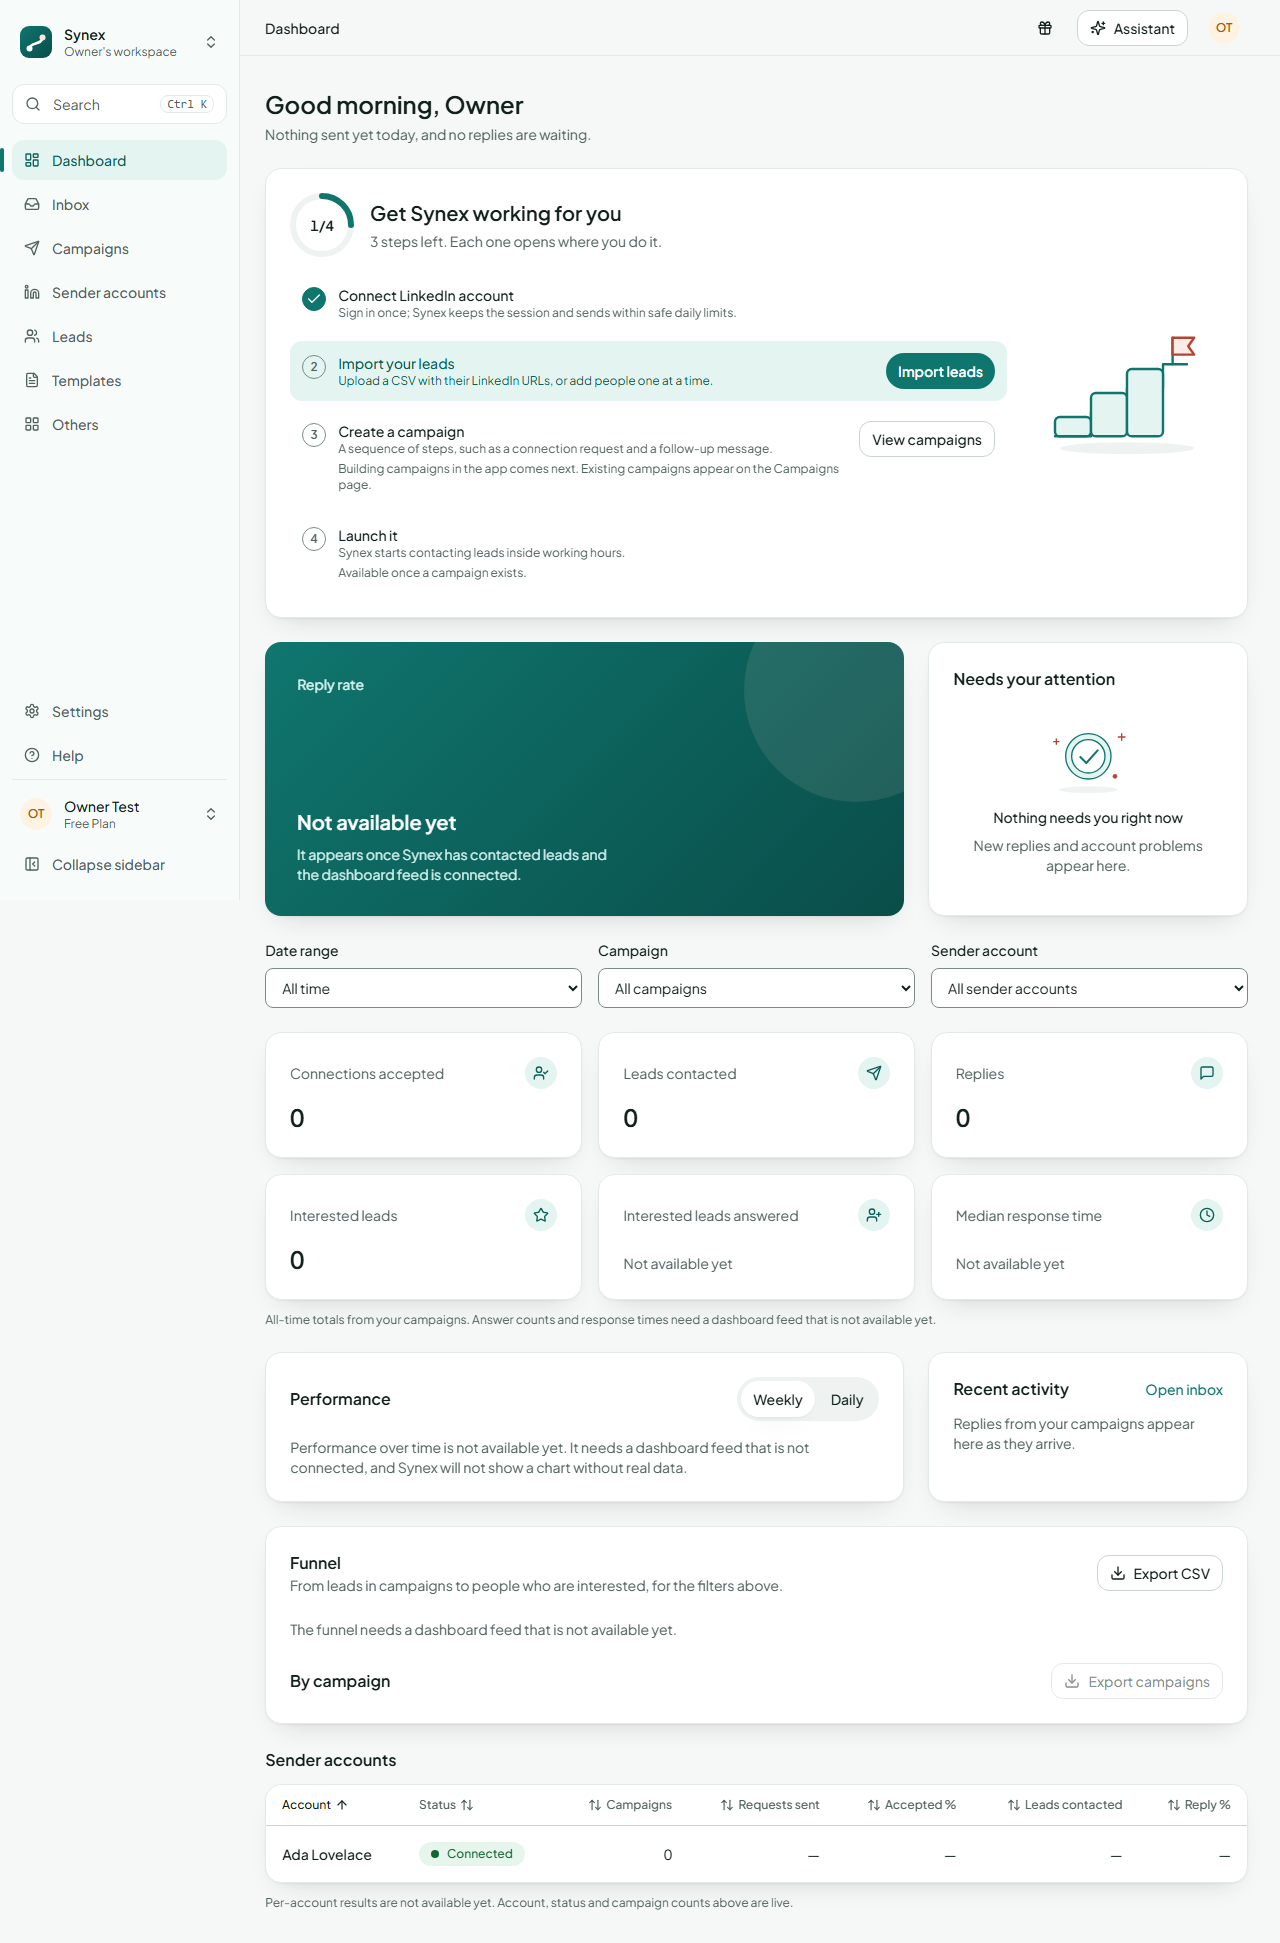 Synex
Owner's workspace
Search
Ctrl K
Dashboard
Inbox
Campaigns
Sender accounts
Leads
Templates
Others
Settings
Help
OT
Owner Test
Free Plan
Collapse sidebar
Dashboard
Assistant
OT
Good morning, Owner
Nothing sent yet today, and no replies are waiting.
1/4
Get Synex working for you
3 steps left. Each one opens where you do it.
Connect LinkedIn account
Sign in once; Synex keeps the session and sends within safe daily limits.
2
Import your leads
Upload a CSV with their LinkedIn URLs, or add people one at a time.
Import leads
3
Create a campaign
A sequence of steps, such as a connection request and a follow-up message.
Building campaigns in the app comes next. Existing campaigns appear on the Campaigns
page.
View campaigns
4
Launch it
Synex starts contacting leads inside working hours.
Available once a campaign exists.
Reply rate
Not available yet
It appears once Synex has contacted leads and
the dashboard feed is connected.
Needs your attention
Nothing needs you right now
New replies and account problems
appear here.
Date range
All time
Campaign
All campaigns
Sender account
All sender accounts
Connections accepted
0
Leads contacted
0
Replies
0
Interested leads
0
Interested leads answered
Not available yet
Median response time
Not available yet
All-time totals from your campaigns. Answer counts and response times need a dashboard feed that is not available yet.
Performance
Weekly
Daily
Performance over time is not available yet. It needs a dashboard feed that is not
connected, and Synex will not show a chart without real data.
Recent activity
Open inbox
Replies from your campaigns appear
here as they arrive.
Funnel
From leads in campaigns to people who are interested, for the filters above.
Export CSV
The funnel needs a dashboard feed that is not available yet.
By campaign
Export campaigns
Sender accounts
Account Status Campaigns Requests sent Accepted % Leads contacted Reply %
Ada Lovelace Connected 0 — — — —
Per-account results are not available yet. Account, status and campaign counts above are live.